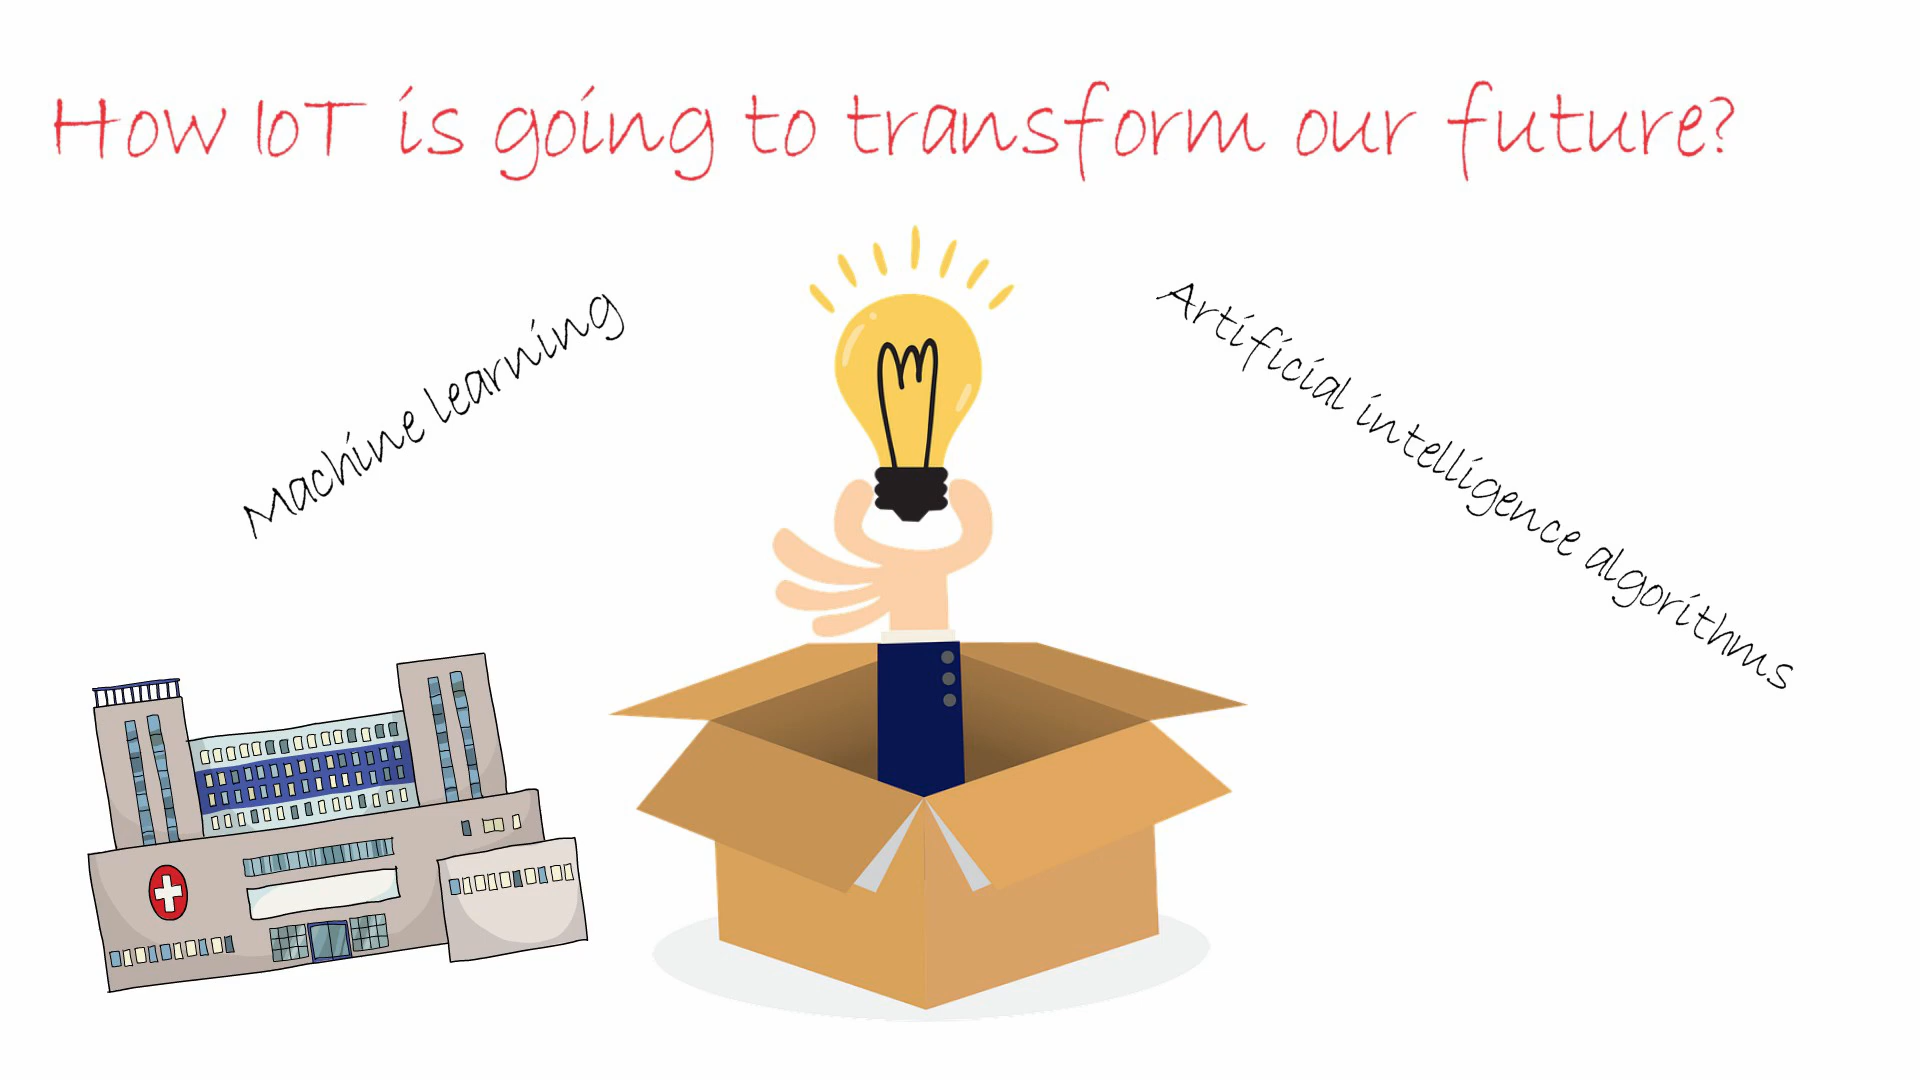 How IoT is going to transform our future?
Machine learning
Artificial intelligence algorithms